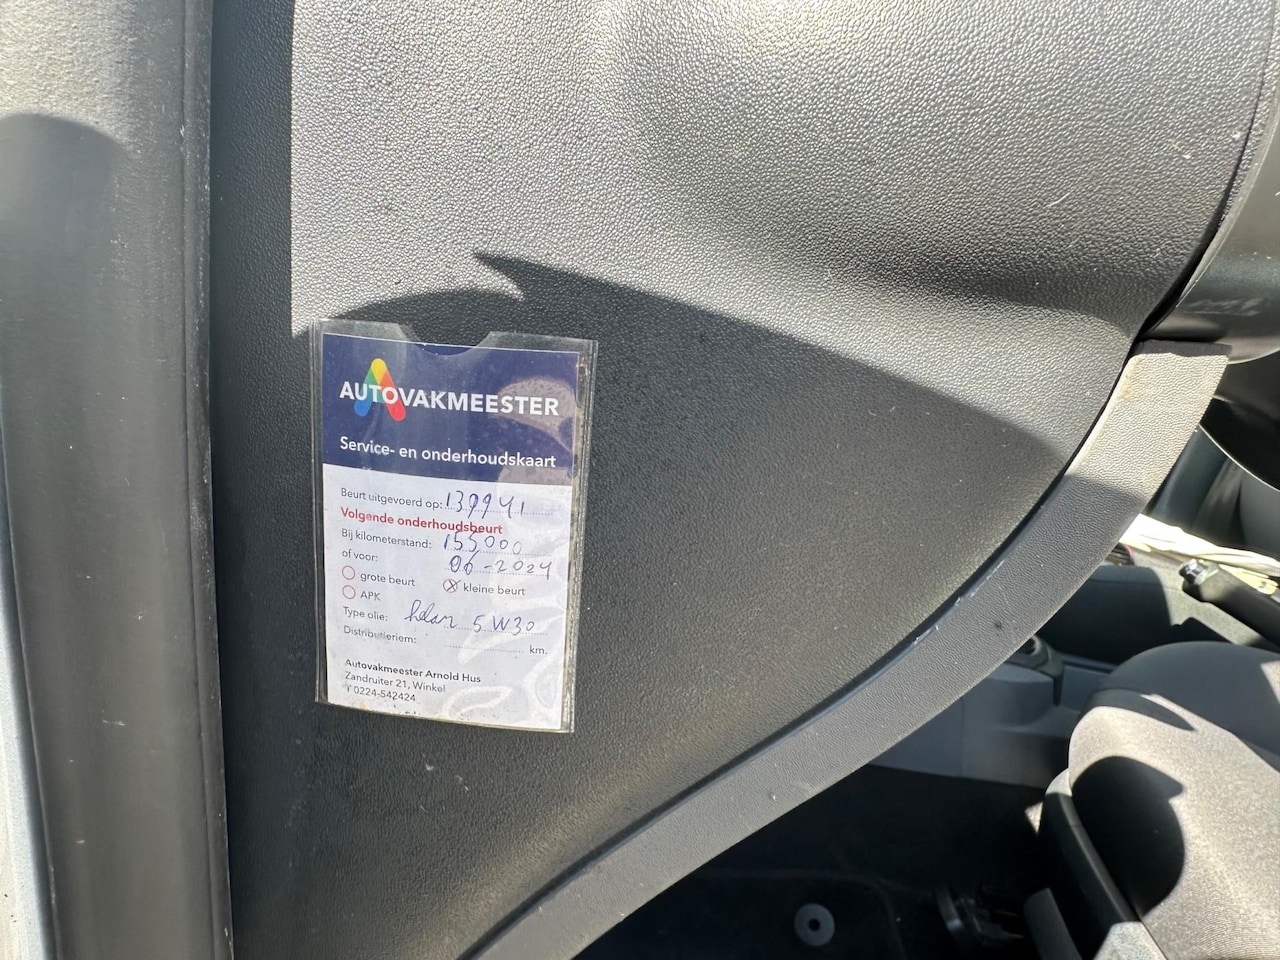 AUTOVAKMEESTER
Service- en onderhoudskaart
Beurt uitgevoerd op: 139941
Volgende onderhoudsbeurt
Bij kilometerstand: 155000
of voor: 06-2024
grote beurt kleine beurt
APK
Type olie: 5W30
Distributieriem: km.
Autovakmeester Arnold Hus
Zandruiter 21, Winkel
T 0224-542424